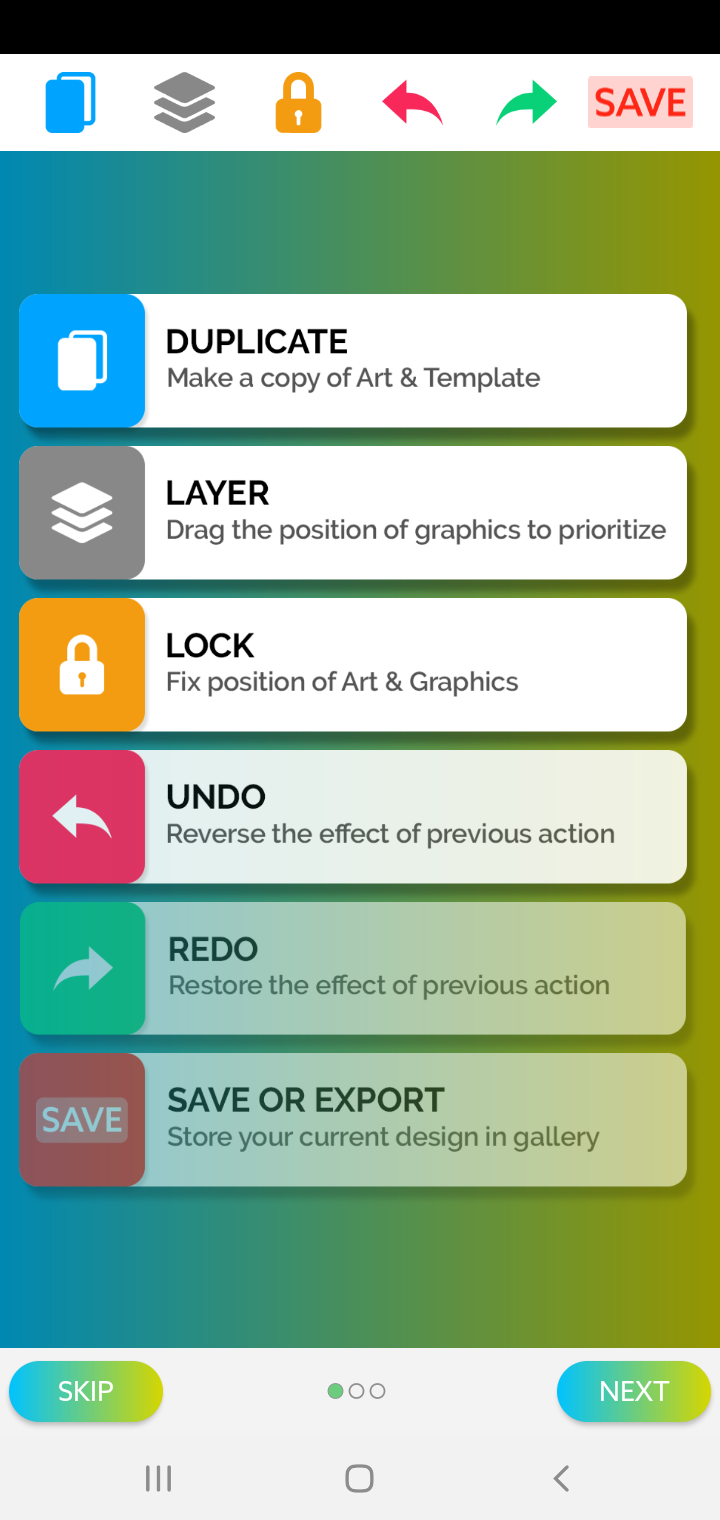 SAVE
DUPLICATE
Make a copy of Art & Template
LAYER
Drag the position of graphics to prioritize
LOCK
Fix position of Art & Graphics
UNDO
Reverse the effect of previous action
REDO
Restore the effect of previous action
SAVE
SAVE OR EXPORT
Store your current design in gallery
SKIP
NEXT